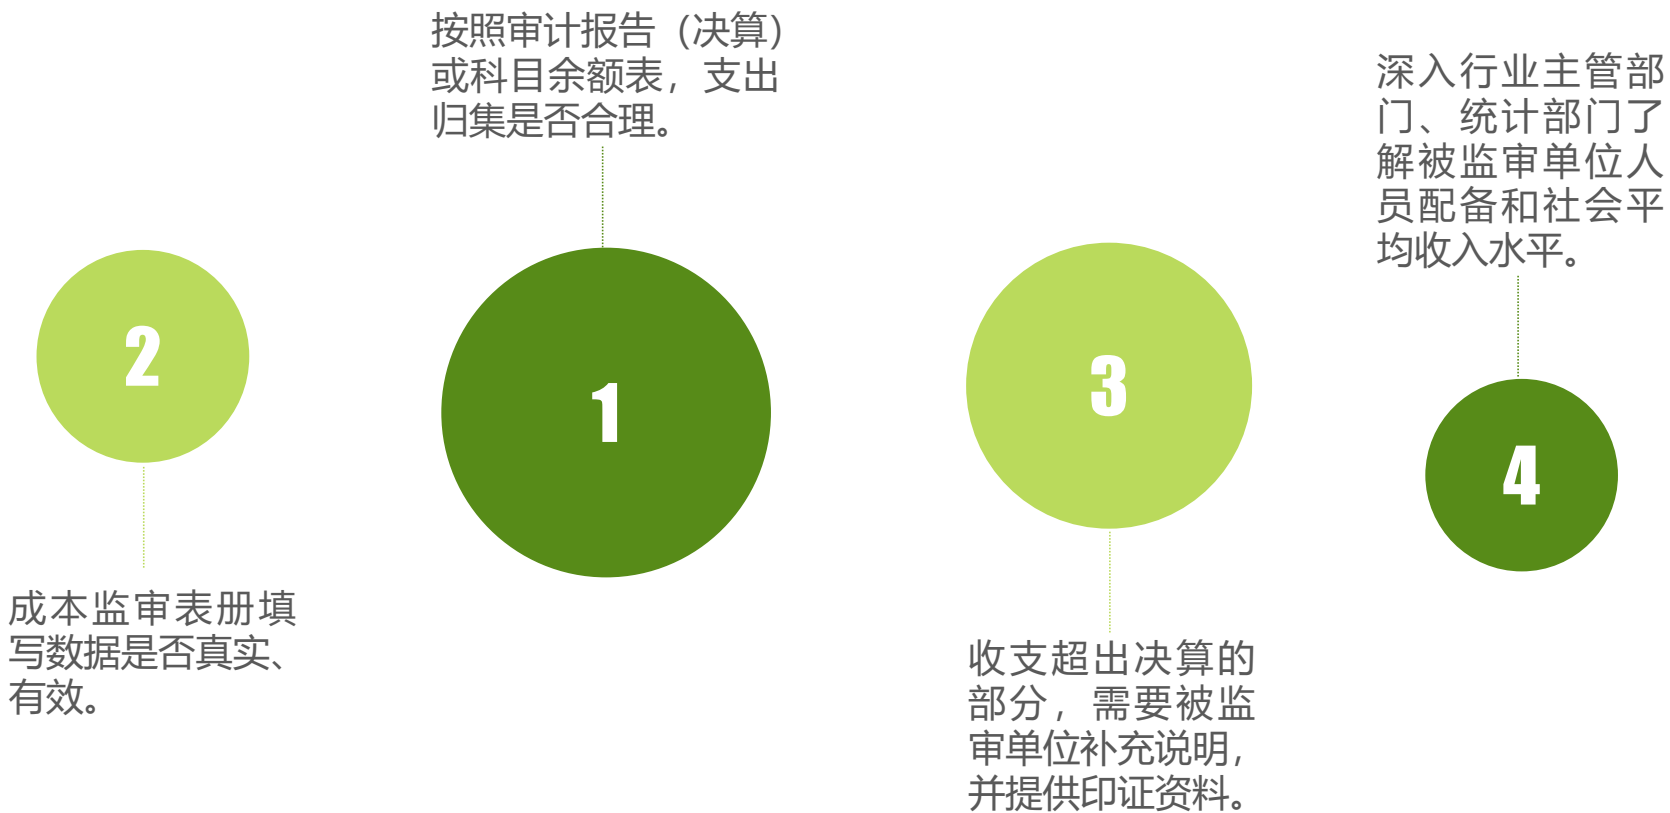 按照审计报告（决算）
或科目余额表，支出
归集是否合理。
1
2
成本监审表册填
写数据是否真实、
有效。
3
收支超出决算的
部分，需要被监
审单位补充说明，
并提供印证资料。
深入行业主管部
门、统计部门了
解被监审单位人
员配备和社会平
均收入水平。
4